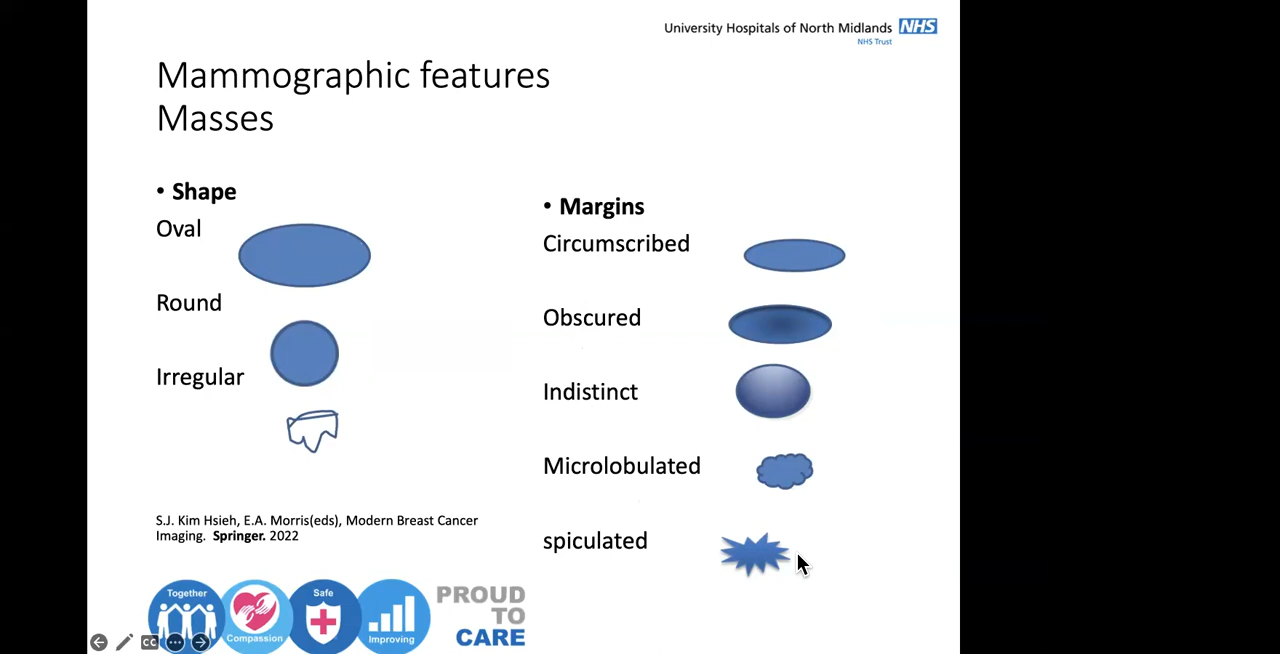 University Hospitals of North Midlands NHS
NHS Trust
Mammographic features
Masses
• Shape
Oval
Round
Irregular
• Margins
Circumscribed
Obscured
Indistinct
Microlobulated
spiculated
S.J. Kim Hsieh, E.A. Morris(eds), Modern Breast Cancer
Imaging. Springer. 2022
Together
Compassion
Safe
Improving
PROUD
TO
CARE
CC